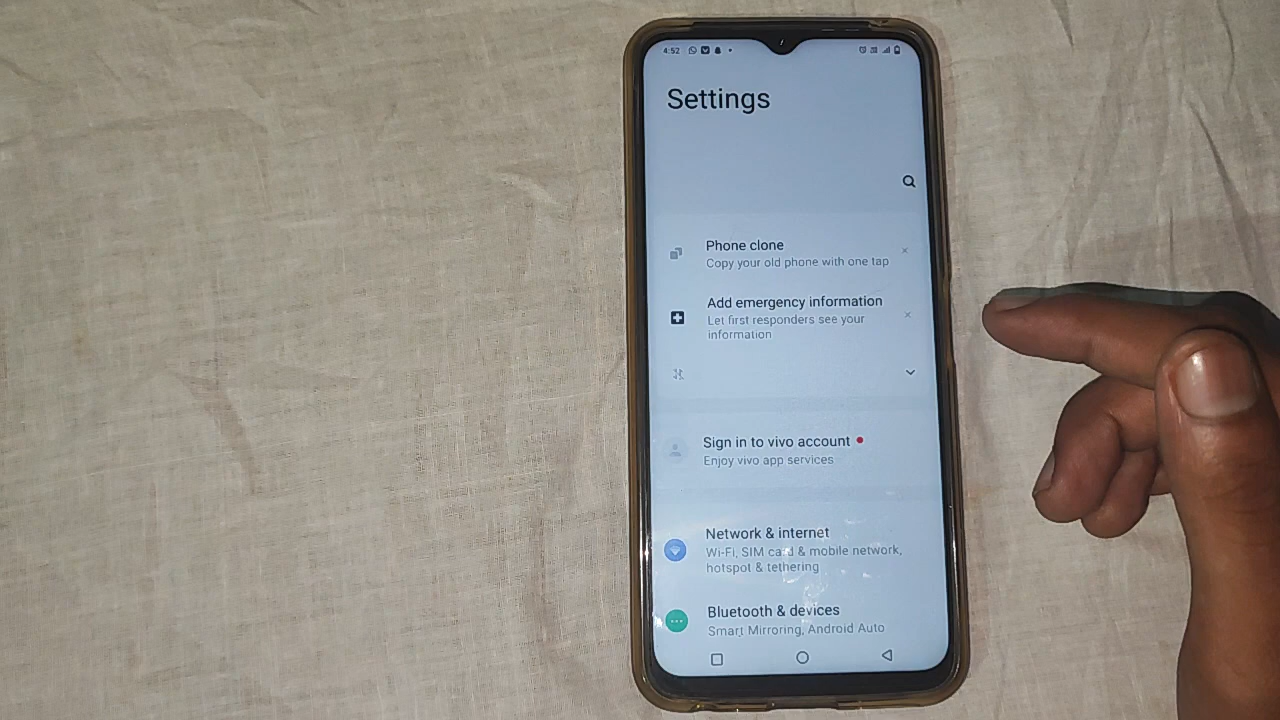 4:52
Settings
Phone clone
Copy your old phone with one tap
Add emergency information
Let first responders see your
information
Sign in to vivo account
Enjoy vivo app services
Network & internet
Wi-Fi, SIM card & mobile network,
hotspot & tethering
Bluetooth & devices
Smart Mirroring, Android Auto